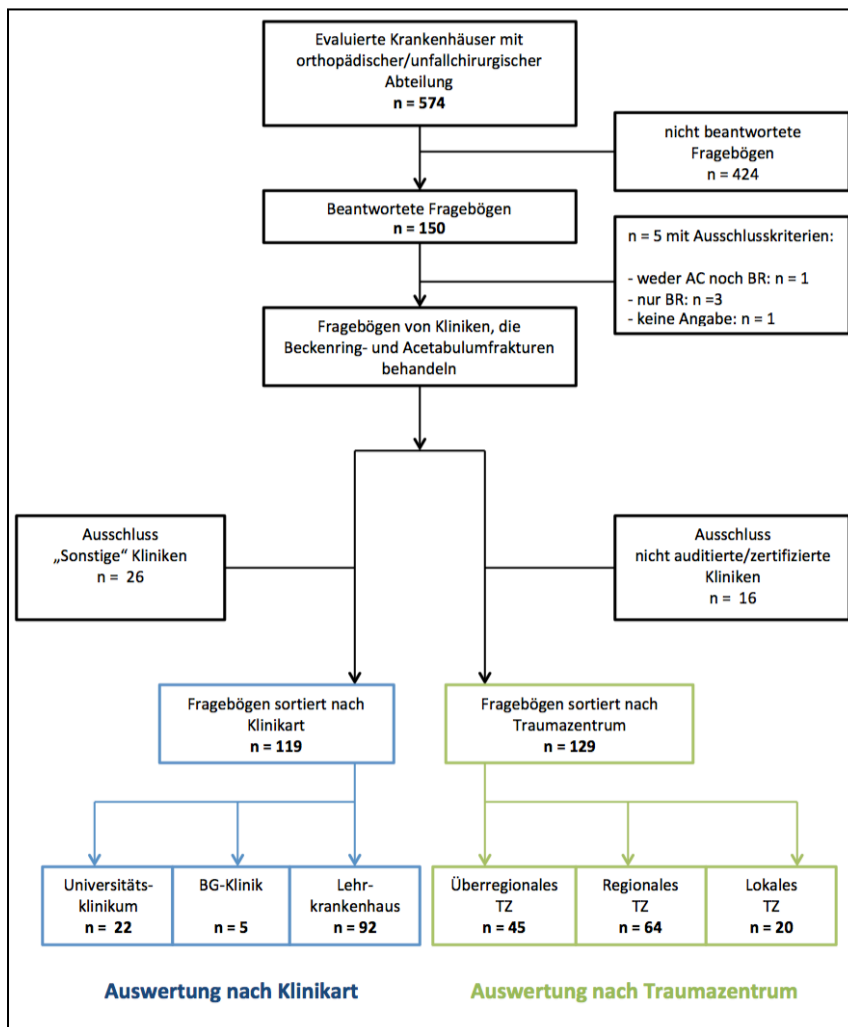 Evaluierte Krankenhäuser mit
orthopädischer/unfallchirurgischer
Abteilung
n = 574
nicht beantwortete
Fragebögen
n = 424
Beantwortete Fragebögen
n = 150
n = 5 mit Ausschlusskriterien:
- weder AC noch BR: n = 1
- nur BR: n =3
- keine Angabe: n = 1
Fragebögen von Kliniken, die
Beckenring- und Acetabulumfrakturen
behandeln
Ausschluss
„Sonstige“ Kliniken
n = 26
Ausschluss
nicht auditierte/zertifizierte
Kliniken
n = 16
Fragebögen sortiert nach
Klinikart
n = 119
Fragebögen sortiert nach
Traumazentrum
n = 129
Universitäts-
klinikum
n = 22
BG-Klinik
n = 5
Lehr-
krankenhaus
n = 92
Überregionales
TZ
n = 45
Regionales
TZ
n = 64
Lokales
TZ
n = 20
Auswertung nach Klinikart
Auswertung nach Traumazentrum